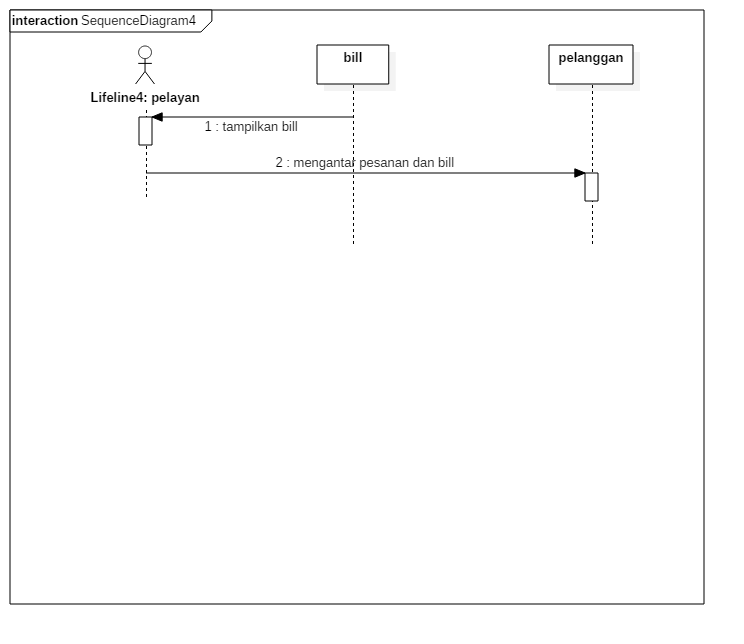 interaction SequenceDiagram4
bill
pelanggan
Lifeline4: pelayan
1 : tampilkan bill
2 : mengantar pesanan dan bill